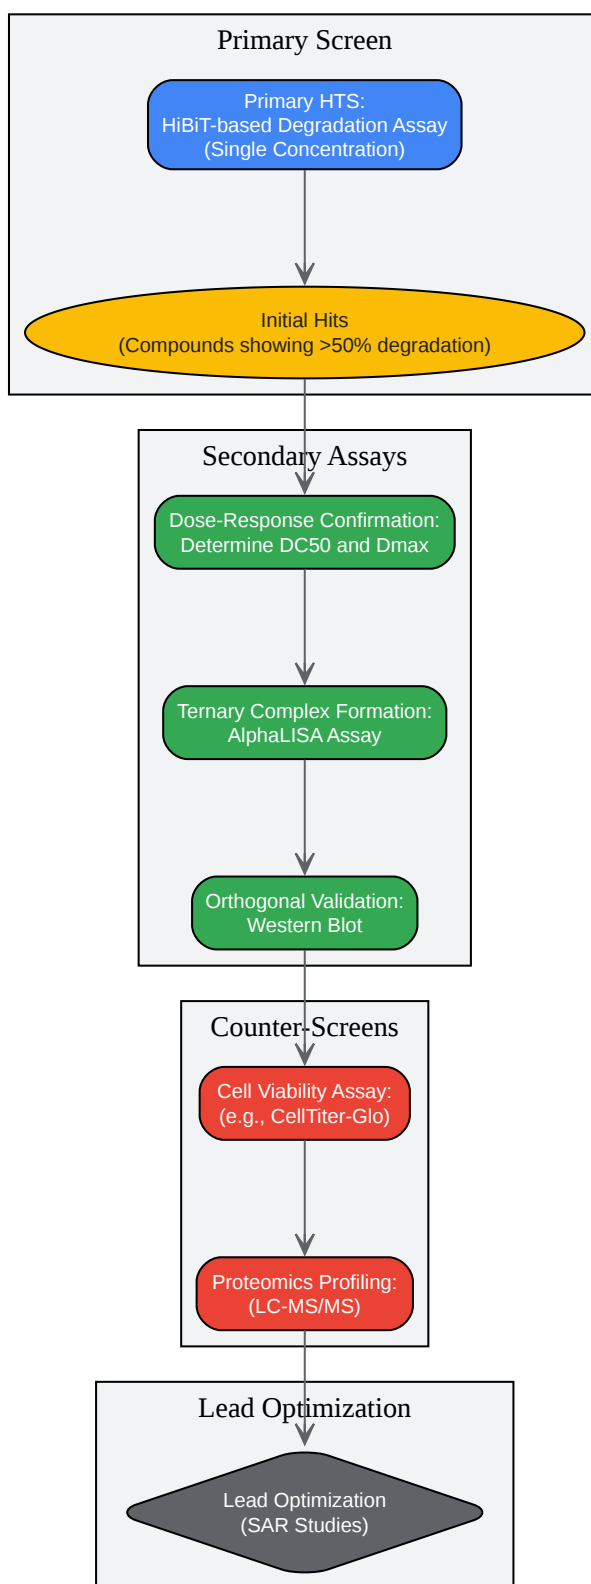 Primary Screen
Primary HTS:
HiBiT-based Degradation Assay
(Single Concentration)
Initial Hits
(Compounds showing >50% degradation)
Secondary Assays
Dose-Response Confirmation:
Determine DC50 and Dmax
Ternary Complex Formation:
AlphaLISA Assay
Orthogonal Validation:
Western Blot
Counter-Screens
Cell Viability Assay:
(e.g., CellTiter-Glo)
Proteomics Profiling:
(LC-MS/MS)
Lead Optimization
Lead Optimization
(SAR Studies)